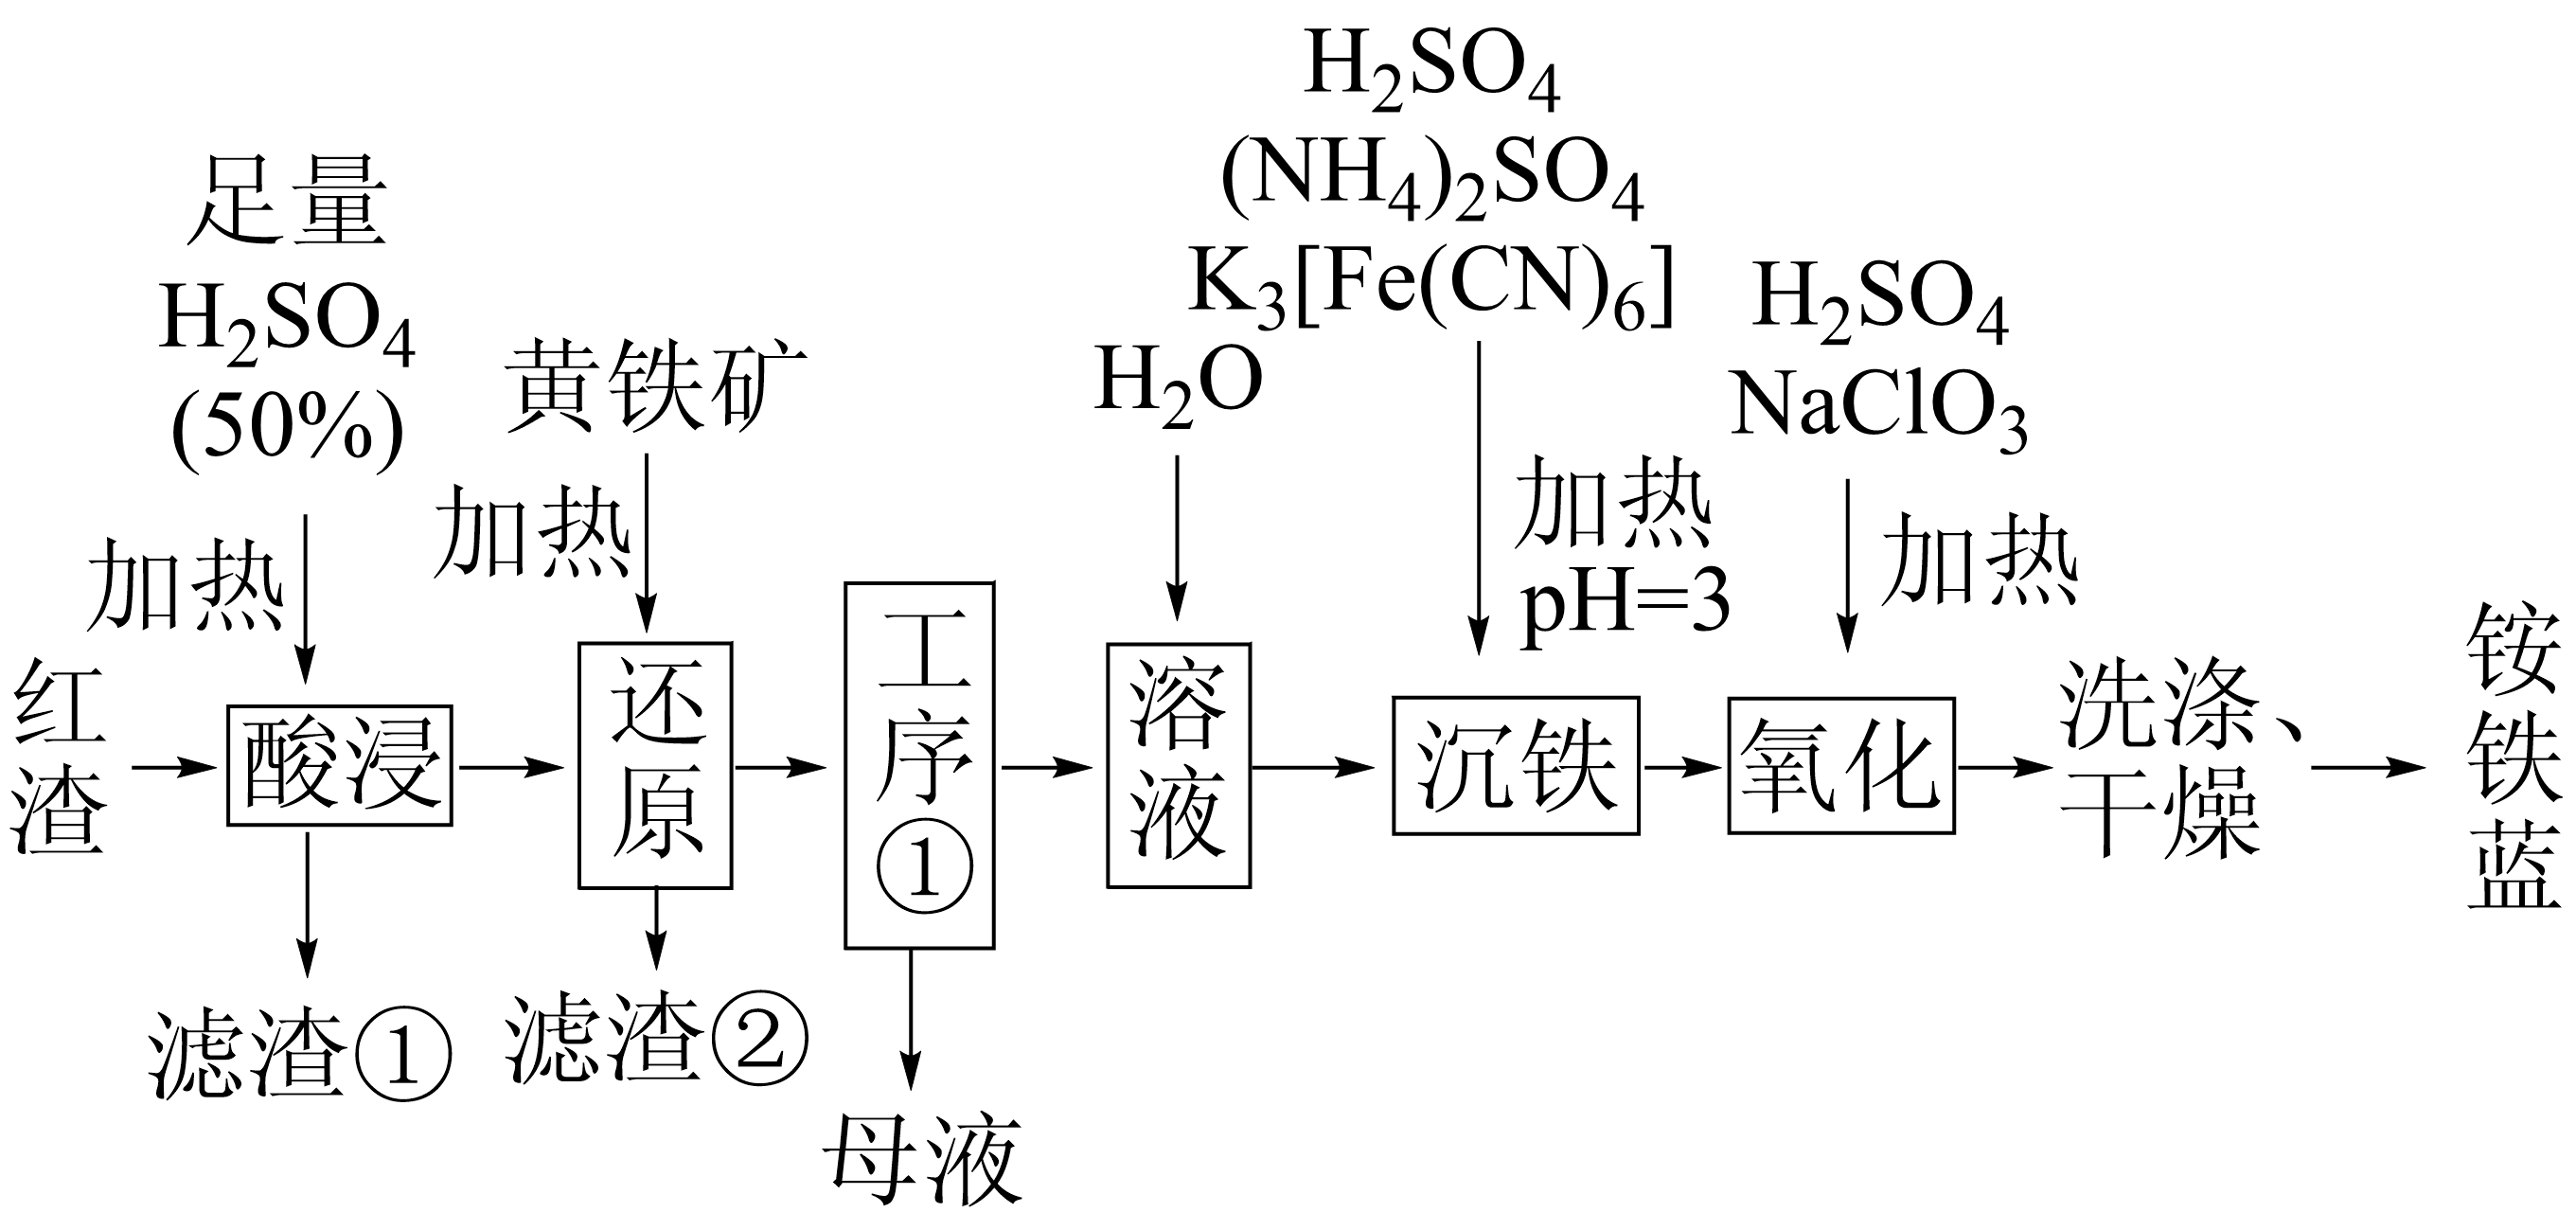 足量
H₂SO₄
(50%)
加热
红
渣
酸浸
滤渣①
黄铁矿
加热
还
原
滤渣②
工
序
①
母液
H₂O
溶
液
H₂SO₄
(NH₄)₂SO₄
K₃[Fe(CN)₆]
加热
pH=3
沉铁
H₂SO₄
NaClO₃
加热
氧化
洗涤、
干燥
铵
铁
蓝